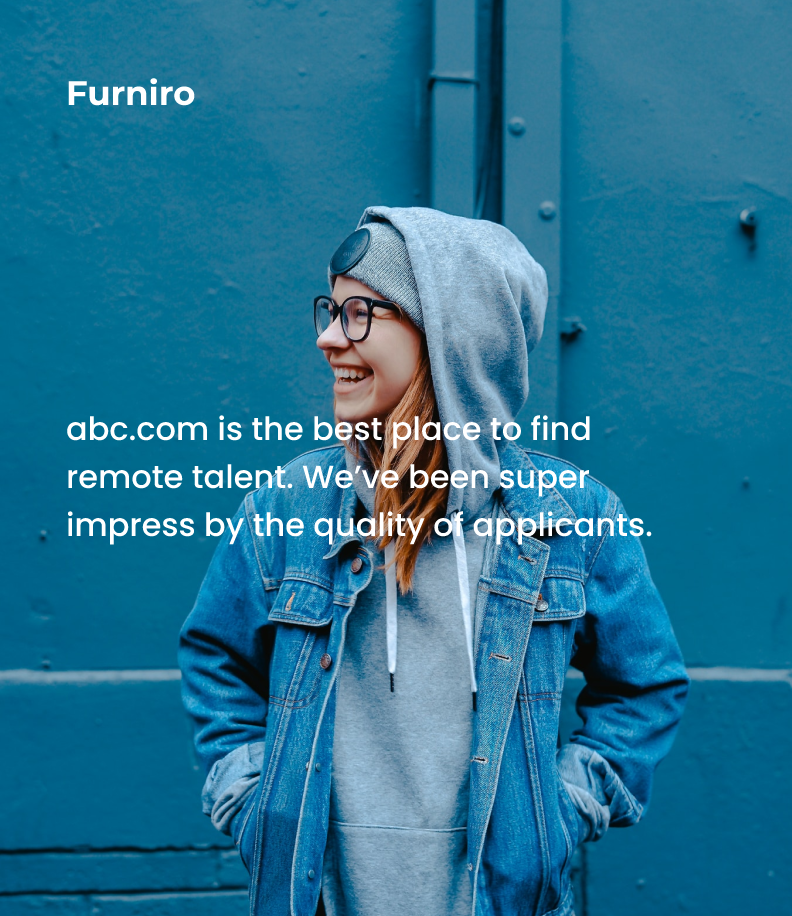 Furniro
abc.com is the best place to find
remote talent. We’ve been super
impress by the quality of applicants.